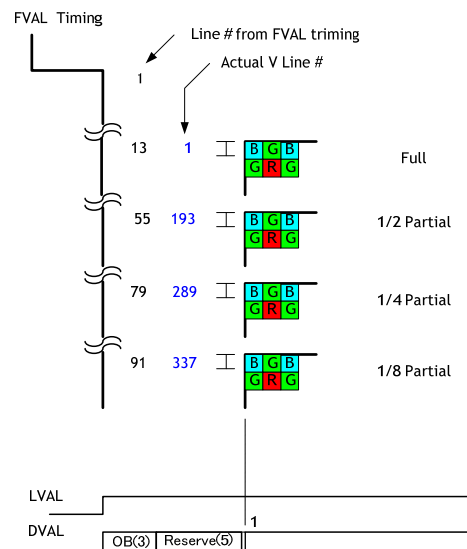 FVAL Timing
Line # from FVAL triming
Actual V Line #
1
13 1 B G B
G R G
Full
55 193 B G B
G R G
1/2 Partial
79 289 B G B
G R G
1/4 Partial
91 337 B G B
G R G
1/8 Partial
LVAL
1
DVAL
OB(3) Reserve(5)